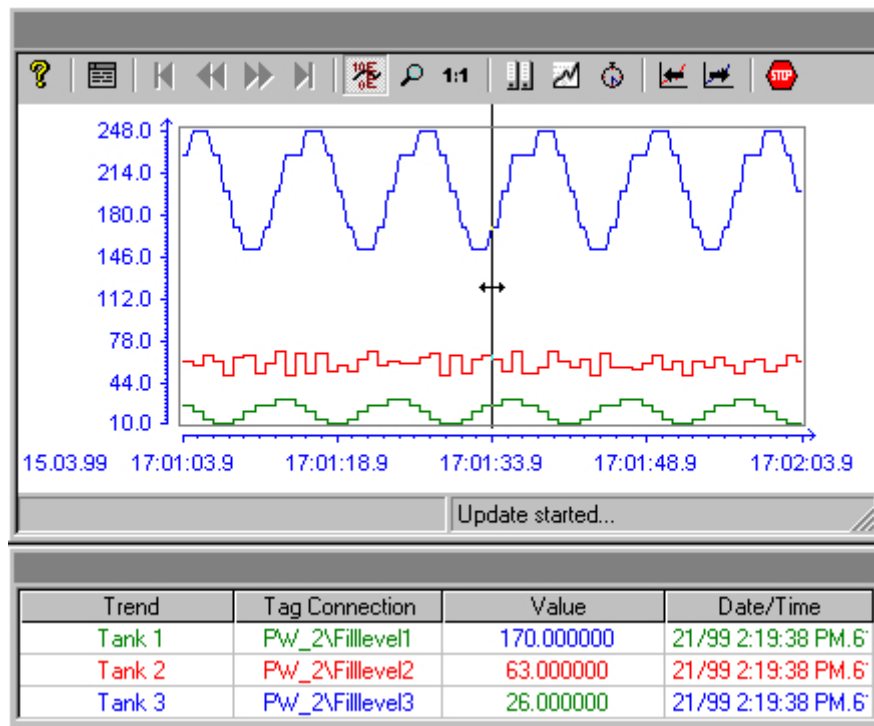 1:1 STOP
248.0
214.0
180.0
146.0
112.0
78.0
44.0
10.0
15.03.99 17:01:03.9 17:01:18.9 17:01:33.9 17:01:48.9 17:02:03.9
Update started...
Trend Tag Connection Value Date/Time
Tank 1 PW_2\Filllevel1 170.000000 21/99 2:19:38 PM.6
Tank 2 PW_2\Filllevel2 63.000000 21/99 2:19:38 PM.6
Tank 3 PW_2\Filllevel3 26.000000 21/99 2:19:38 PM.6